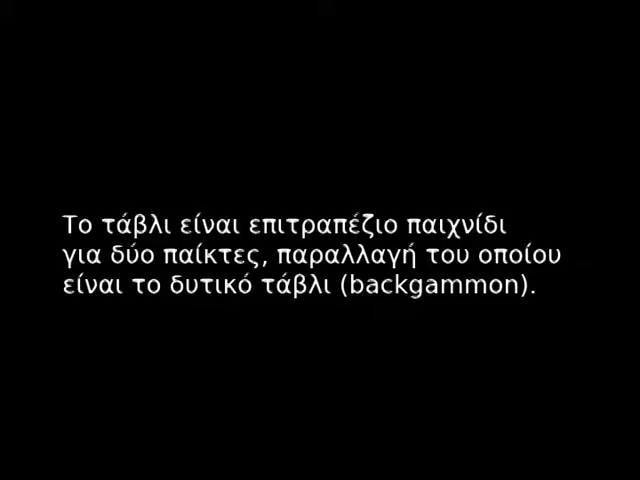 Το τάβλι είναι επιτραπέζιο παιχνίδι
για δύο παίκτες, παραλλαγή του οποίου
είναι το δυτικό τάβλι (backgammon).